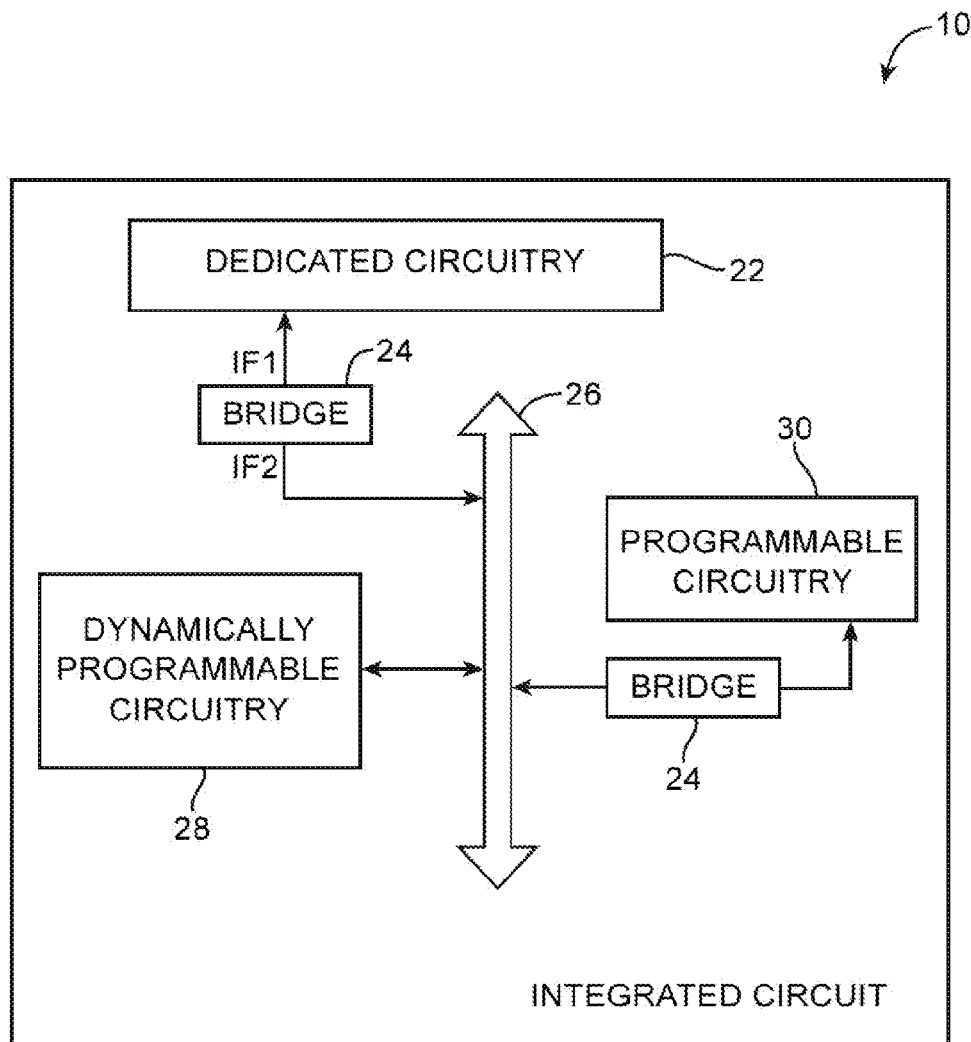 10
DEDICATED CIRCUITRY
22
IF1
24
BRIDGE
26
IF2
30
PROGRAMMABLE
CIRCUITRY
DYNAMICALLY
PROGRAMMABLE
CIRCUITRY
BRIDGE
24
28
INTEGRATED CIRCUIT